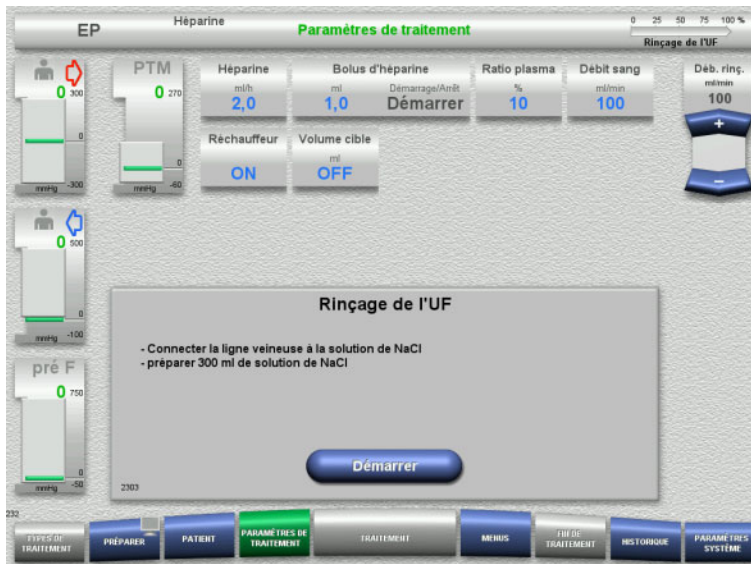 EP
Héparine
Paramètres de traitement
0 25 50 75 100 %
Rinçage de l'UF
0 300
0
mmHg -300
PTM
0 270
0
mmHg -60
Héparine
ml/h
2,0
Bolus d'héparine
ml Démarrage/Arrêt
1,0 Démarrer
Ratio plasma
%
10
Débit sang
ml/min
100
Déb. rinç.
ml/min
100
+
−
Réchauffeur
ON
Volume cible
ml
OFF
0 500
0
mmHg -100
pré F
0 750
0
mmHg -50
Rinçage de l'UF
- Connecter la ligne veineuse à la solution de NaCl
- préparer 300 ml de solution de NaCl
Démarrer
2303
232
TYPES DE TRAITEMENT
PRÉPARER
PATIENT
PARAMÈTRES DE TRAITEMENT
TRAITEMENT
MENUS
FIN DE TRAITEMENT
HISTORIQUE
PARAMÈTRES SYSTÈME